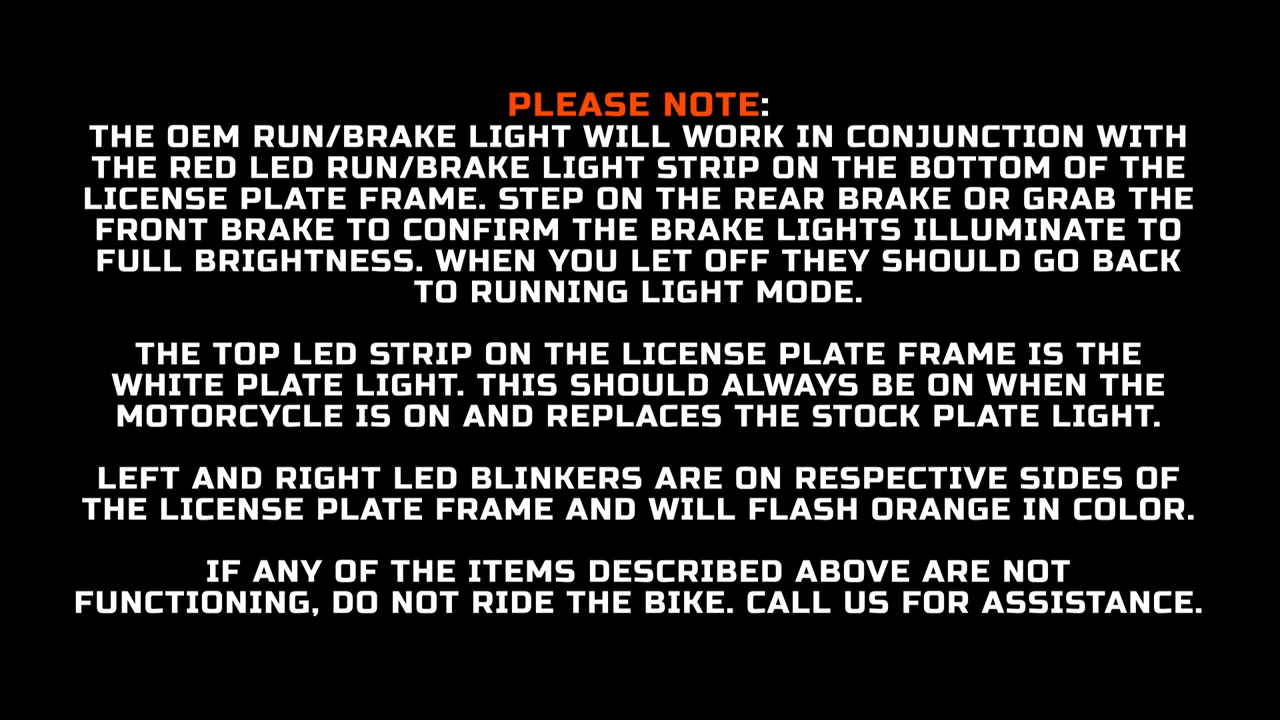 PLEASE NOTE:
THE OEM RUN/BRAKE LIGHT WILL WORK IN CONJUNCTION WITH
THE RED LED RUN/BRAKE LIGHT STRIP ON THE BOTTOM OF THE
LICENSE PLATE FRAME. STEP ON THE REAR BRAKE OR GRAB THE
FRONT BRAKE TO CONFIRM THE BRAKE LIGHTS ILLUMINATE TO
FULL BRIGHTNESS. WHEN YOU LET OFF THEY SHOULD GO BACK
TO RUNNING LIGHT MODE.
THE TOP LED STRIP ON THE LICENSE PLATE FRAME IS THE
WHITE PLATE LIGHT. THIS SHOULD ALWAYS BE ON WHEN THE
MOTORCYCLE IS ON AND REPLACES THE STOCK PLATE LIGHT.
LEFT AND RIGHT LED BLINKERS ARE ON RESPECTIVE SIDES OF
THE LICENSE PLATE FRAME AND WILL FLASH ORANGE IN COLOR.
IF ANY OF THE ITEMS DESCRIBED ABOVE ARE NOT
FUNCTIONING, DO NOT RIDE THE BIKE. CALL US FOR ASSISTANCE.